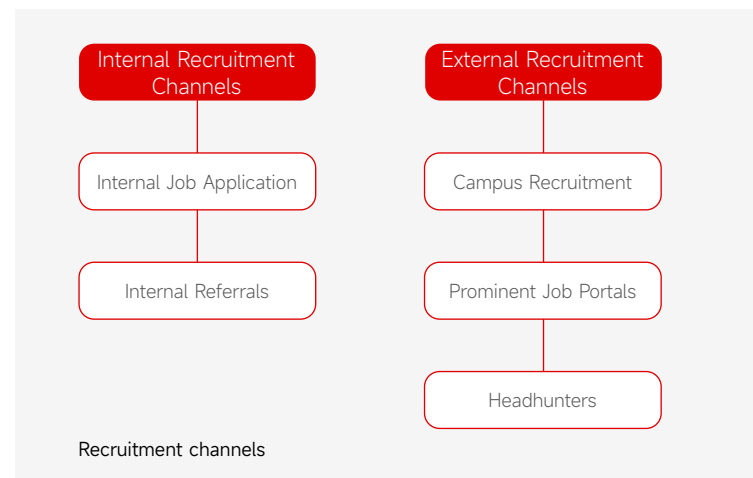 Internal Recruitment
Channels
Internal Job Application
Internal Referrals
External Recruitment
Channels
Campus Recruitment
Prominent Job Portals
Headhunters
Recruitment channels